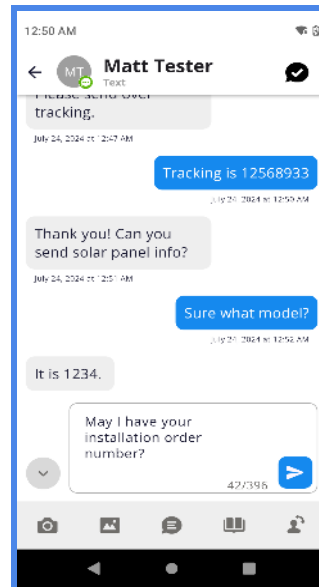 12:50 AM
MT
Matt Tester
Text
Please send over
tracking.
July 24, 2024 at 12:47 AM
Tracking is 12568933
July 24, 2024 at 12:50 AM
Thank you! Can you
send solar panel info?
July 24, 2024 at 12:51 AM
Sure what model?
July 24, 2024 at 12:52 AM
It is 1234.
May I have your
installation order
number?
42/396